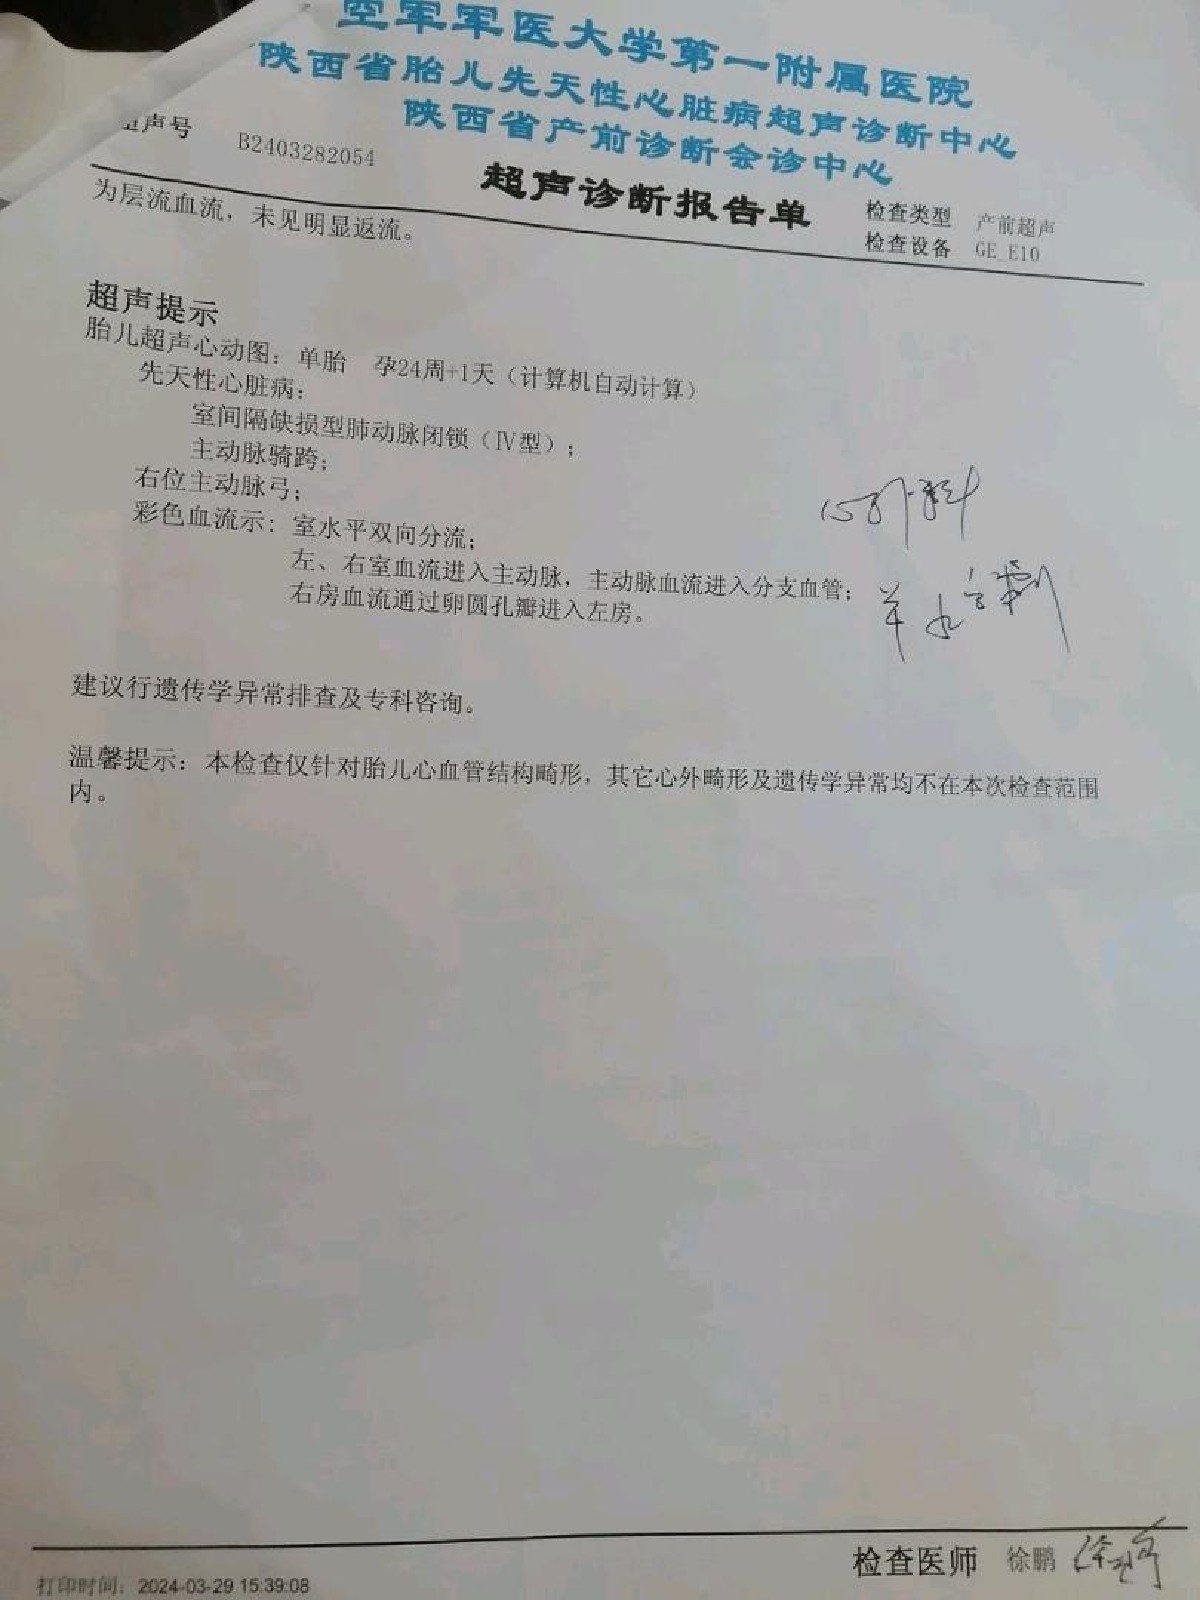 空军军医大学第一附属医院
陕西省胎儿先天性心脏病超声诊断中心
陕西省产前诊断会诊中心
超声诊断报告单
超声号 B2403282054
检查类型 产前超声
检查设备 GE_E10
为层流血流，未见明显返流。
超声提示
胎儿超声心动图：单胎 孕24周+1天（计算机自动计算）
先天性心脏病：
室间隔缺损型肺动脉闭锁（Ⅳ型）；
主动脉骑跨；
右位主动脉弓；
彩色血流示：室水平双向分流；
左、右室血流进入主动脉，主动脉血流进入分支血管；
右房血流通过卵圆孔瓣进入左房。
心外科
羊水穿刺
建议行遗传学异常排查及专科咨询。
温馨提示：本检查仅针对胎儿心血管结构畸形，其它心外畸形及遗传学异常均不在本次检查范围
内。
检查医师 徐鹏 徐鹏
打印时间：2024-03-29 15:39:08